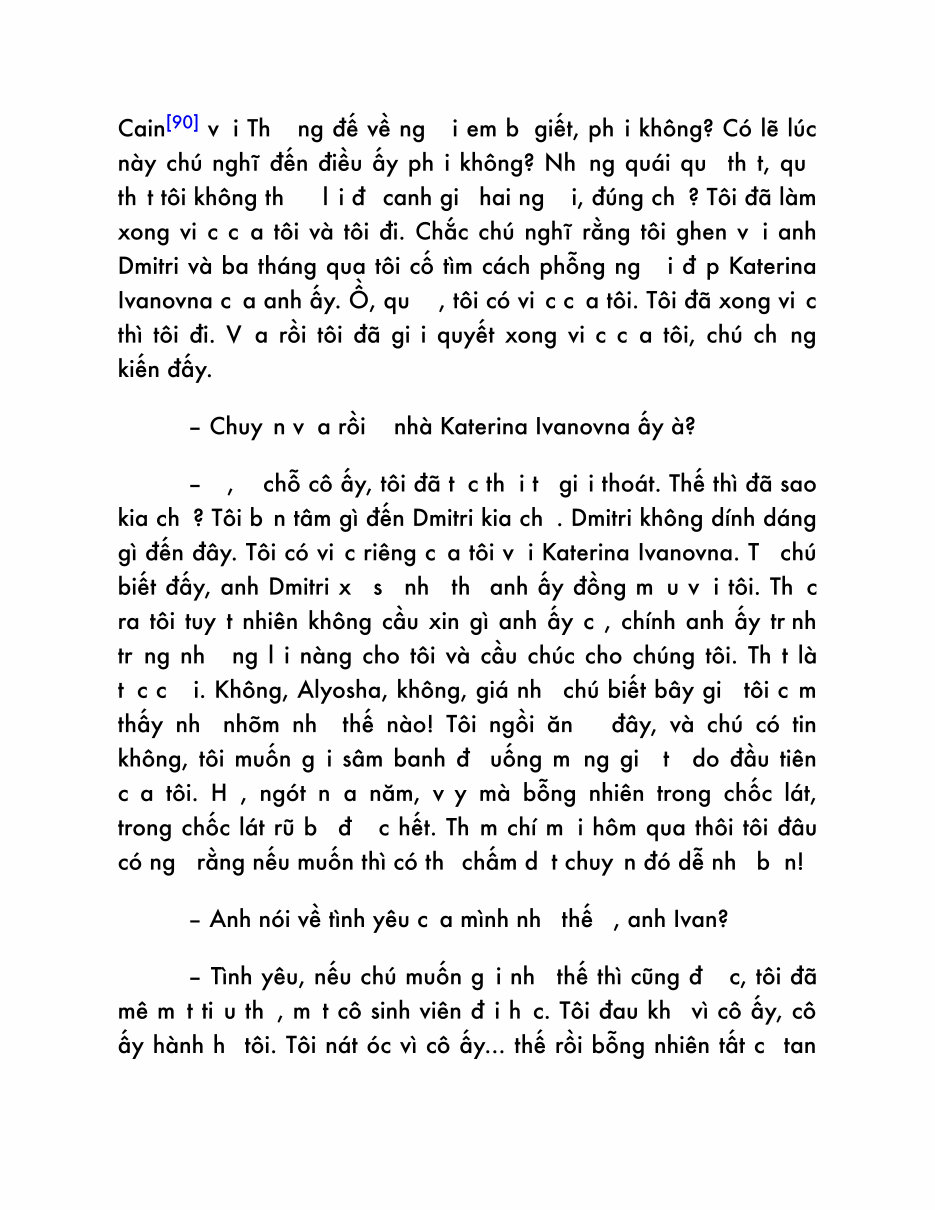 Cain[90] v i Th ng đế về ng i em b giết, ph i không? Có lẽ lúc
này chú nghĩ đến điều ấy ph i không? Nh ng quái qu th t, qu
th t tôi không th l i đ canh gi hai ng i, đúng ch ? Tôi đã làm
xong vi c c a tôi và tôi đi. Chắc chú nghĩ rằng tôi ghen v i anh
Dmitri và ba tháng qua tôi cố tìm cách phỗng ng i đ p Katerina
Ivanovna c a anh ấy. Ồ, qu , tôi có vi c c a tôi. Tôi đã xong vi c
thì tôi đi. V a rồi tôi đã gi i quyết xong vi c c a tôi, chú ch ng
kiến đấy.
– Chuy n v a rồi nhà Katerina Ivanovna ấy à?
– , chỗ cô ấy, tôi đã t c th i t gi i thoát. Thế thì đã sao
kia ch ? Tôi b n tâm gì đến Dmitri kia ch . Dmitri không dính dáng
gì đến đây. Tôi có vi c riêng c a tôi v i Katerina Ivanovna. T chú
biết đấy, anh Dmitri x s nh th anh ấy đồng m u v i tôi. Th c
ra tôi tuy t nhiên không cầu xin gì anh ấy c , chính anh ấy tr nh
tr ng nh ng l i nàng cho tôi và cầu chúc cho chúng tôi. Th t là
t c c i. Không, Alyosha, không, giá nh chú biết bây gi tôi c m
thấy nh nhõm nh thế nào! Tôi ngồi ăn đây, và chú có tin
không, tôi muốn g i sâm banh đ uống m ng gi t do đầu tiên
c a tôi. H , ngót n a năm, v y mà bỗng nhiên trong chốc lát,
trong chốc lát rũ b đ c hết. Th m chí m i hôm qua thôi tôi đâu
có ng rằng nếu muốn thì có th chấm d t chuy n đó dễ nh b n!
– Anh nói về tình yêu c a mình nh thế , anh Ivan?
– Tình yêu, nếu chú muốn g i nh thế thì cũng đ c, tôi đã
mê m t ti u th , m t cô sinh viên đ i h c. Tôi đau kh vì cô ấy, cô
ấy hành h tôi. Tôi nát óc vì cô ấy... thế rồi bỗng nhiên tất c tan